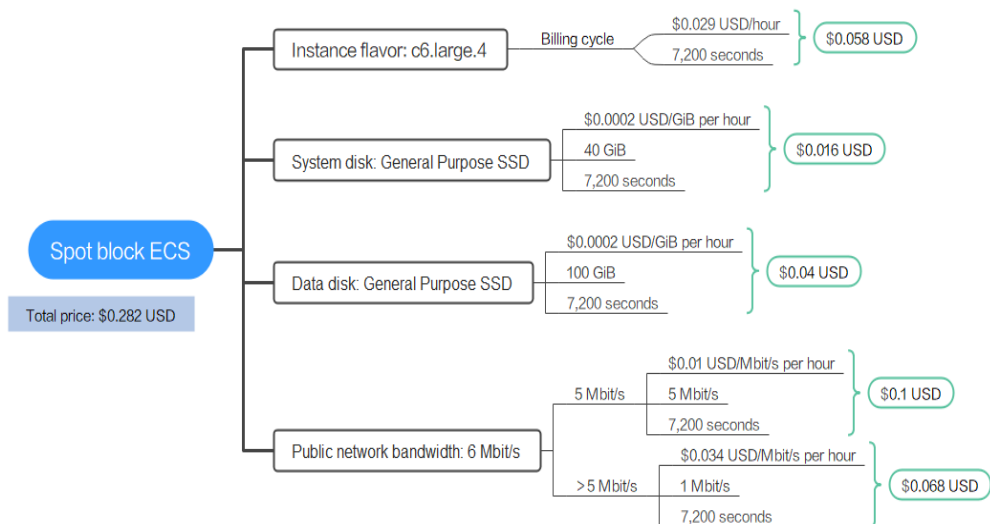 $0.029 USD/hour
Instance flavor: c6.large.4
Billing cycle
7,200 seconds
$0.058 USD
$0.0002 USD/GiB per hour
System disk: General Purpose SSD
40 GiB
7,200 seconds
$0.016 USD
Spot block ECS
Total price: $0.282 USD
$0.0002 USD/GiB per hour
Data disk: General Purpose SSD
100 GiB
7,200 seconds
$0.04 USD
Public network bandwidth: 6 Mbit/s
5 Mbit/s
$0.01 USD/Mbit/s per hour
5 Mbit/s
7,200 seconds
$0.1 USD
>5 Mbit/s
$0.034 USD/Mbit/s per hour
1 Mbit/s
7,200 seconds
$0.068 USD